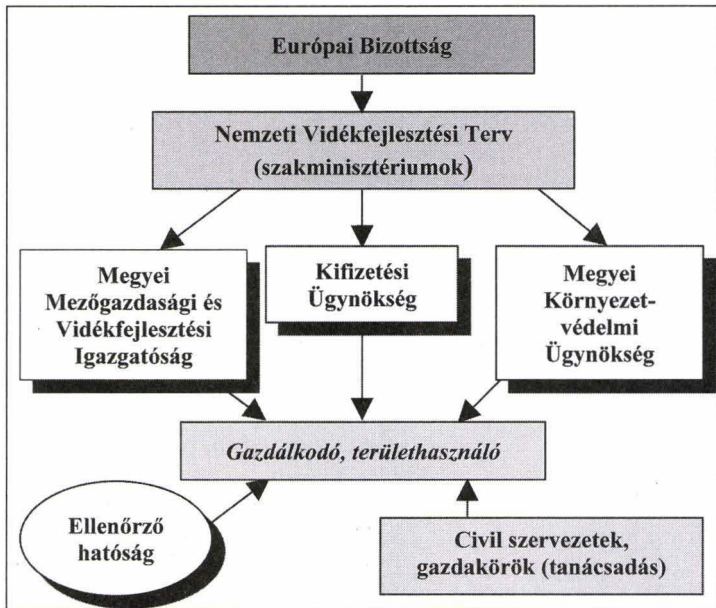 Európai Bizottság
Nemzeti Vidékfejlesztési Terv
(szakminisztériumok)
Megyei
Mezőgazdasági és
Vidékfejlesztési
Igazgatóság
Kifizetési
Ügynökség
Megyei
Környezet-
védelmi
Ügynökség
Gazdálkodó, területhasználó
Ellenőrző
hatóság
Civil szervezetek,
gazdakörök (tanácsadás)